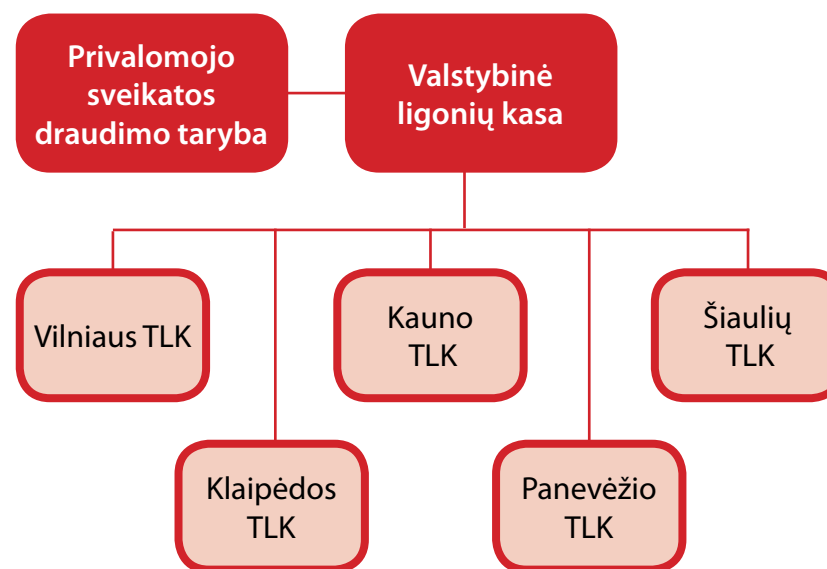 Privalomojo
sveikatos
draudimo taryba
Valstybinė
ligonių kasa
Vilniaus TLK
Kauno
TLK
Šiaulių
TLK
Klaipėdos
TLK
Panevėžio
TLK